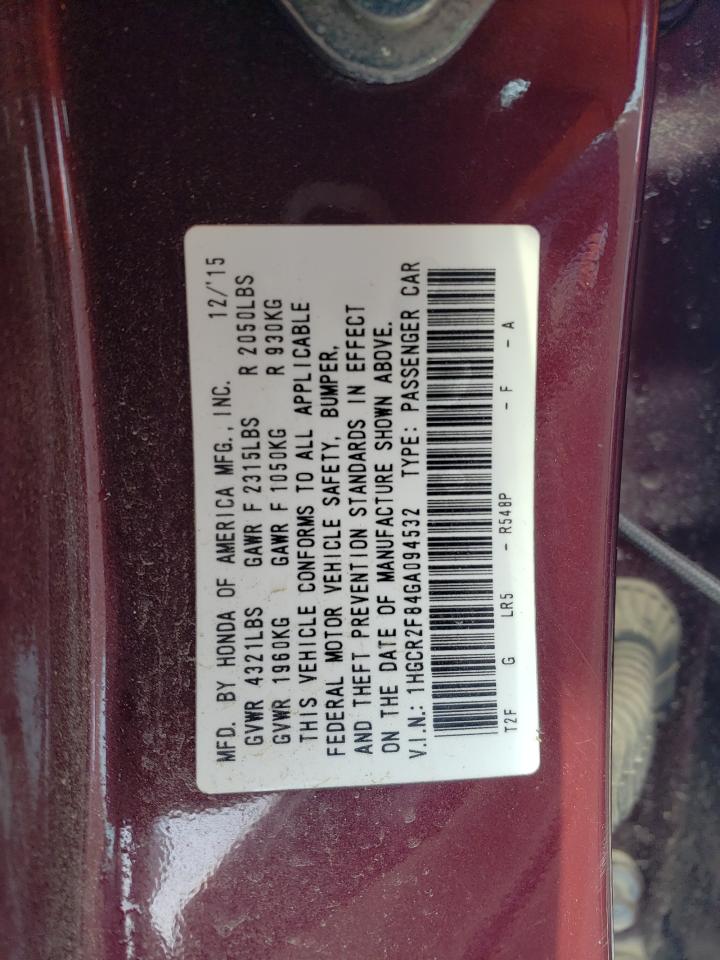 MFD. BY HONDA OF AMERICA MFG., INC. 12/'15
GVWR 4321LBS GAWR F 2315LBS R 2050LBS
GVWR 1960KG GAWR F 1050KG R 930KG
THIS VEHICLE CONFORMS TO ALL APPLICABLE
FEDERAL MOTOR VEHICLE SAFETY, BUMPER,
AND THEFT PREVENTION STANDARDS IN EFFECT
ON THE DATE OF MANUFACTURE SHOWN ABOVE.
V.I.N.: 1HGCR2F84GA094532 TYPE: PASSENGER CAR
T2F G LR5 - R548P - F - A